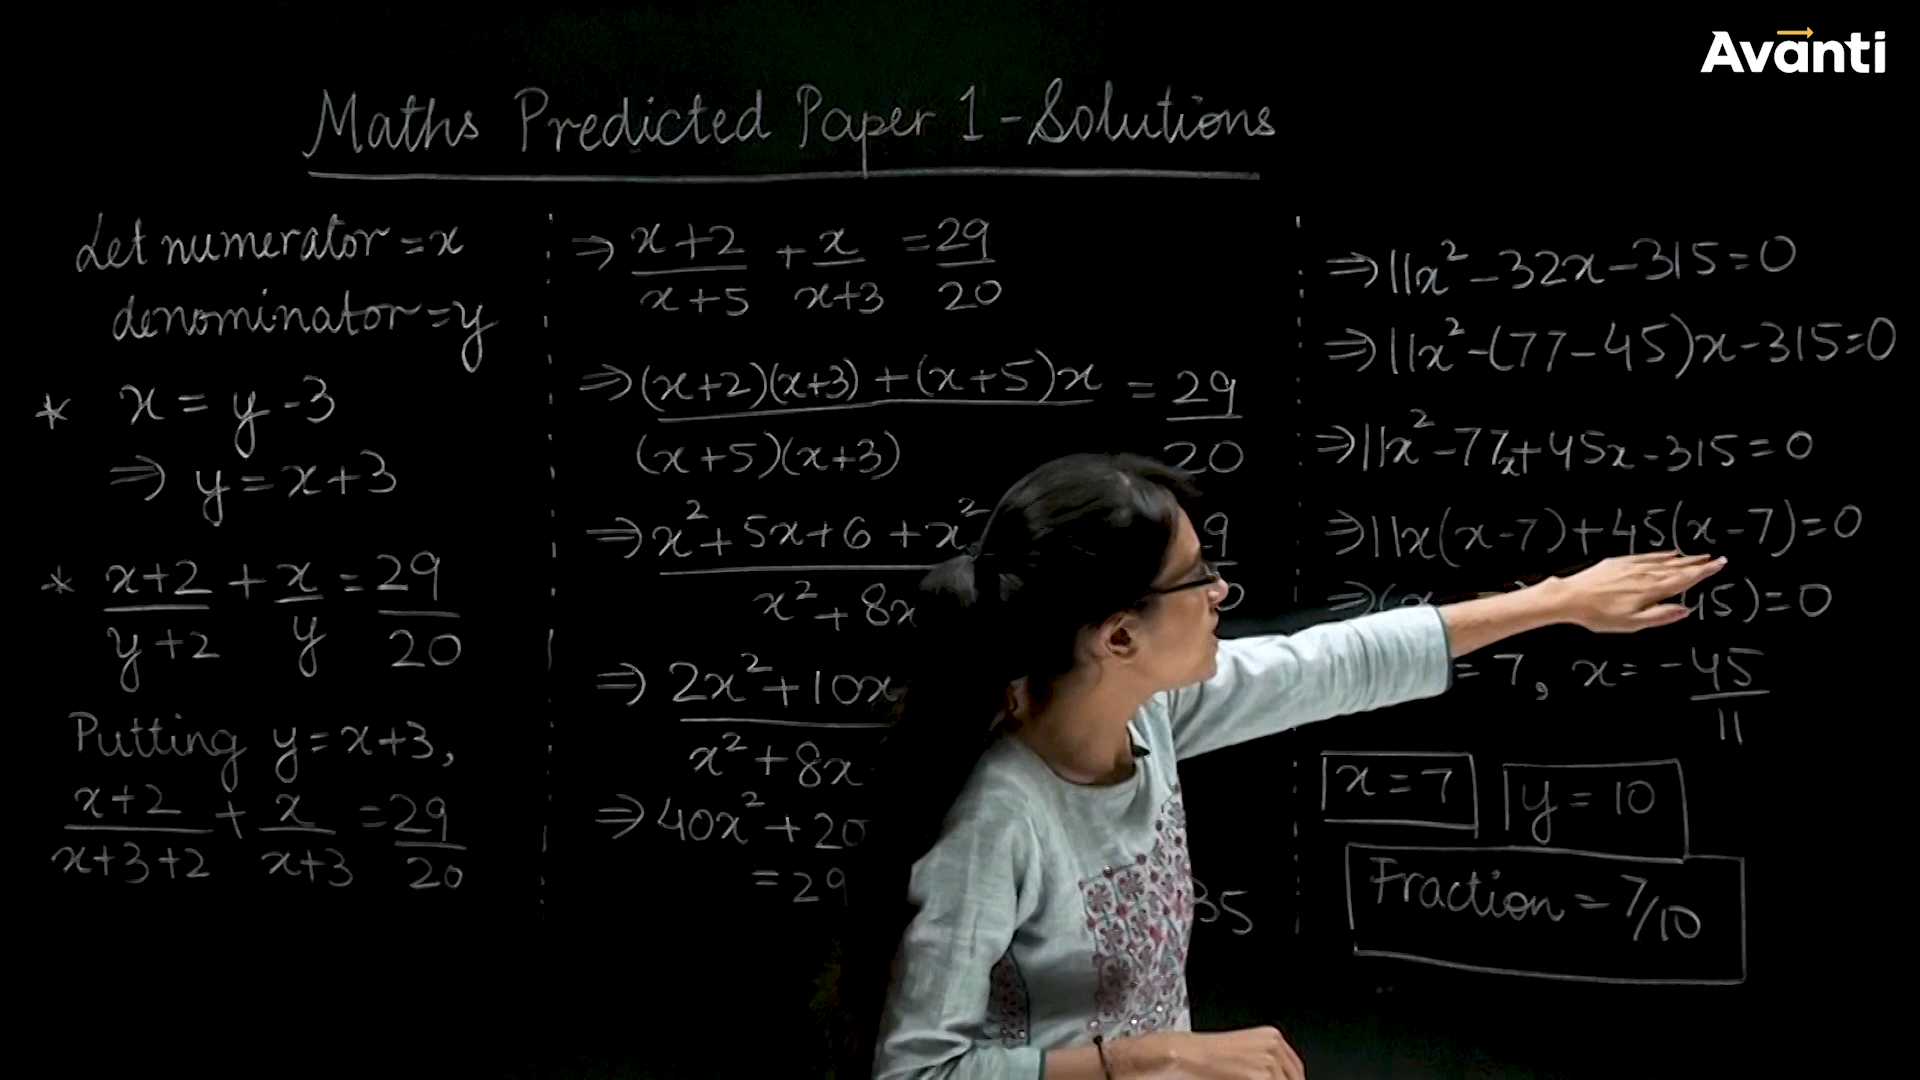 Avanti
Maths Predicted Paper 1 - Solutions
Let numerator = x
denominator = y
* x = y - 3
⇒ y = x + 3
* (x+2)/(y+2) + x/y = 29/20
Putting y = x + 3,
(x+2)/(x+3+2) + x/(x+3) = 29/20
⇒ (x+2)/(x+5) + x/(x+3) = 29/20
⇒ ((x+2)(x+3) + (x+5)x)/((x+5)(x+3)) = 29/20
⇒ x² + 5x + 6 + x²
x² + 8x
⇒ 2x² + 10x
x² + 8x
⇒ 40x² + 20
= 29
35
⇒ 11x² - 32x - 315 = 0
⇒ 11x² - (77 - 45)x - 315 = 0
⇒ 11x² - 77x + 45x - 315 = 0
⇒ 11x(x - 7) + 45(x - 7) = 0
⇒ (x 45) = 0
= 7, x = -45/11
x = 7
y = 10
Fraction = 7/10